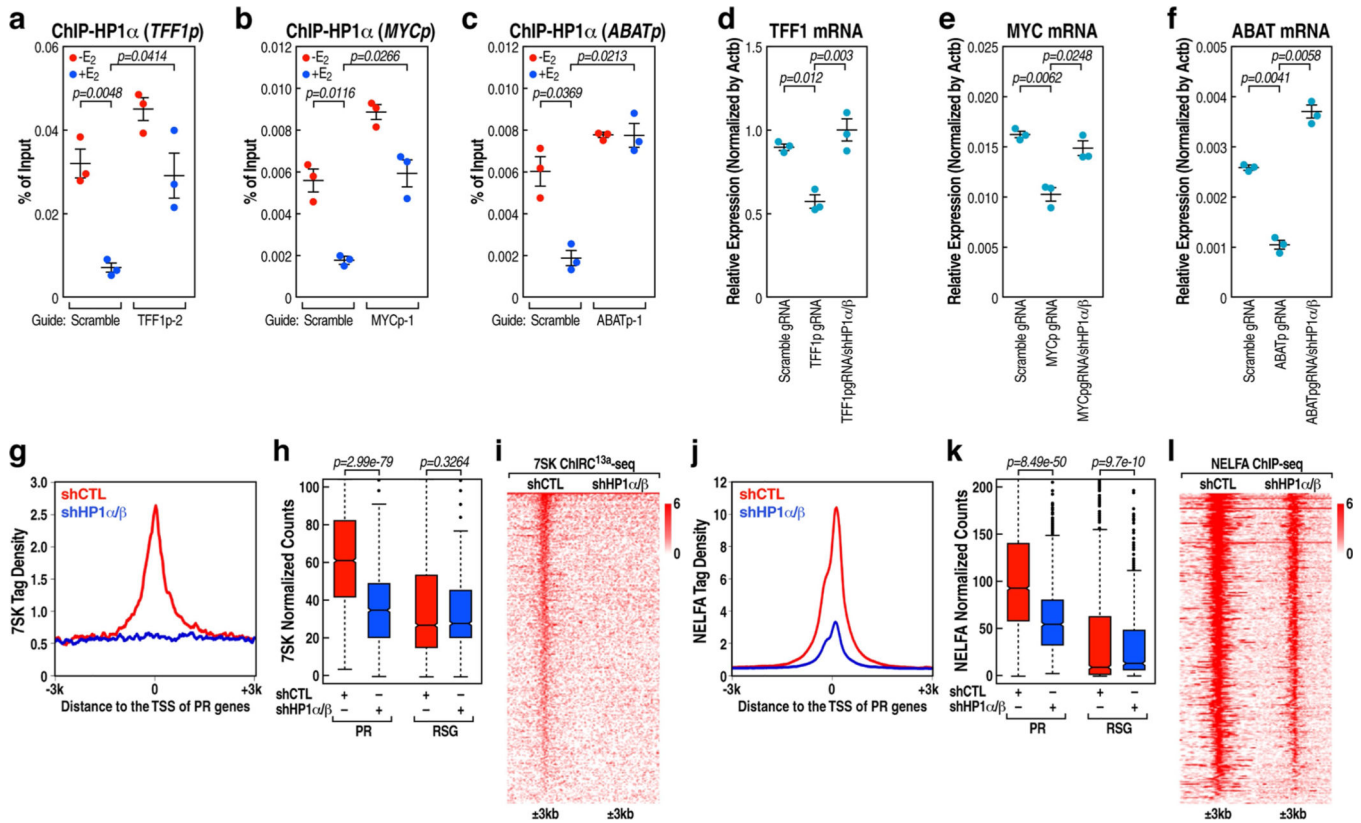 a
ChIP-HP1α (TFF1p)
-E2
+E2
p=0.0414
p=0.0048
% of Input
0.06
0.04
0.02
0
Guide: Scramble
TFF1p-2
b
ChIP-HP1α (MYCp)
-E2
+E2
p=0.0266
p=0.0116
% of Input
0.012
0.010
0.008
0.006
0.004
0.002
0
Guide: Scramble
MYCp-1
c
ChIP-HP1α (ABATp)
-E2
+E2
p=0.0213
p=0.0369
% of Input
0.012
0.010
0.008
0.006
0.004
0.002
0
Guide: Scramble
ABATp-1
d
TFF1 mRNA
p=0.003
p=0.012
Relative Expression (Normalized by Actb)
1.5
1.0
0.5
0
Scramble gRNA
TFF1p gRNA
TFF1pgRNA/shHP1α/β
e
MYC mRNA
p=0.0248
p=0.0062
Relative Expression (Normalized by Actb)
0.025
0.020
0.015
0.010
0.015
0
Scramble gRNA
MYCp gRNA
MYCpgRNA/shHP1α/β
f
ABAT mRNA
p=0.0058
p=0.0041
Relative Expression (Normalized by Actb)
0.005
0.004
0.003
0.002
0.001
0
Scramble gRNA
ABATp gRNA
ABATpgRNA/shHP1α/β
g
shCTL
shHP1α/β
7SK Tag Density
3.0
2.5
2.0
1.5
1.0
0.5
0
-3k
0
+3k
Distance to the TSS of PR genes
h
p=2.99e-79
p=0.3264
7SK Normalized Counts
100
80
60
40
20
0
shCTL + – + –
shHP1α/β – + – +
PR
RSG
i
7SK ChIRC13a-seq
shCTL
shHP1α/β
6
0
±3kb
±3kb
j
shCTL
shHP1α/β
NELFA Tag Density
12
10
8
6
4
2
0
-3k
0
+3k
Distance to the TSS of PR genes
k
p=8.49e-50
p=9.7e-10
NELFA Normalized Counts
200
150
100
50
0
shCTL + – + –
shHP1α/β – + – +
PR
RSG
l
NELFA ChIP-seq
shCTL
shHP1α/β
6
0
±3kb
±3kb